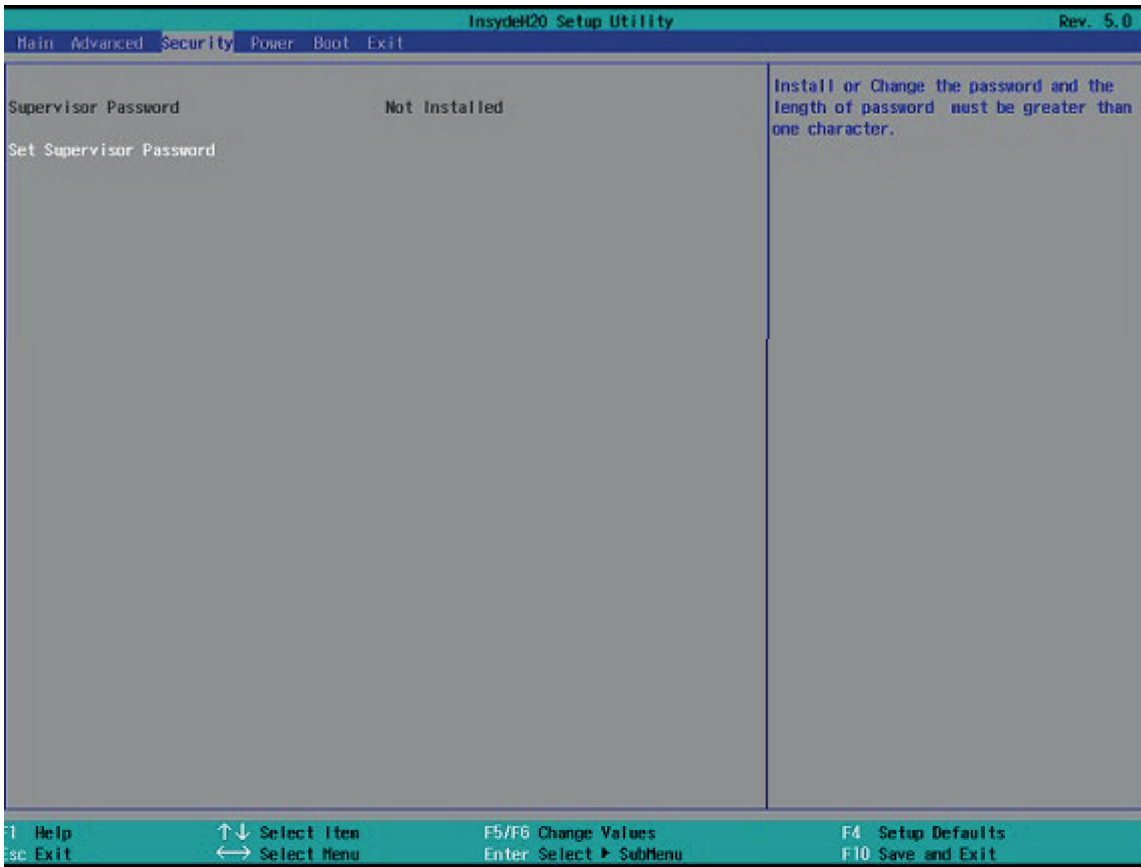 InsydeH20 Setup Utility Rev. 5.0
Main Advanced Security Power Boot Exit
Supervisor Password Not Installed
Set Supervisor Password
Install or Change the password and the
length of password must be greater than
one character.
F1 Help ↑↓ Select Item F5/F6 Change Values F4 Setup Defaults
Esc Exit ←→ Select Menu Enter Select ▶ SubMenu F10 Save and Exit